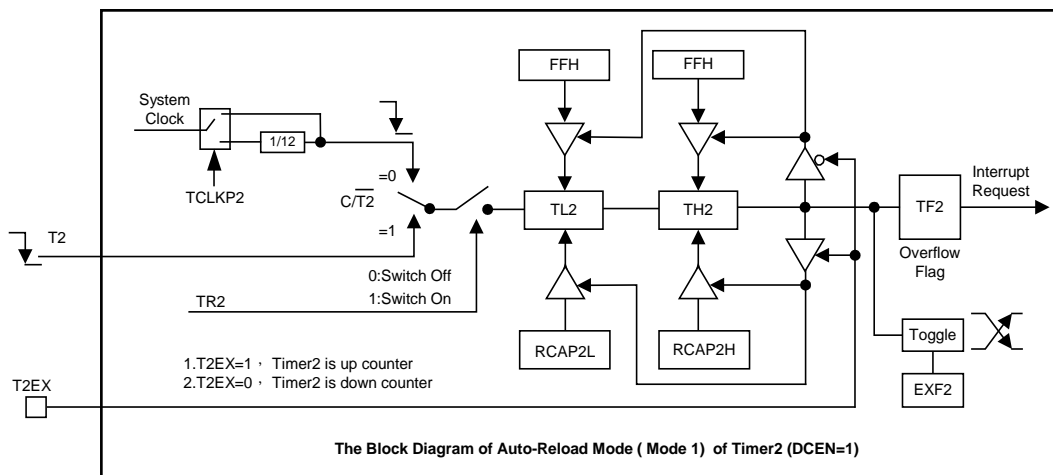 FFH
FFH
System
Clock
1/12
TCLKP2
=0
C/T2
=1
TL2
TH2
TF2
Interrupt
Request
Overflow
Flag
T2
0:Switch Off
1:Switch On
TR2
RCAP2L
RCAP2H
Toggle
EXF2
1.T2EX=1， Timer2 is up counter
2.T2EX=0， Timer2 is down counter
T2EX
The Block Diagram of Auto-Reload Mode ( Mode 1) of Timer2 (DCEN=1)